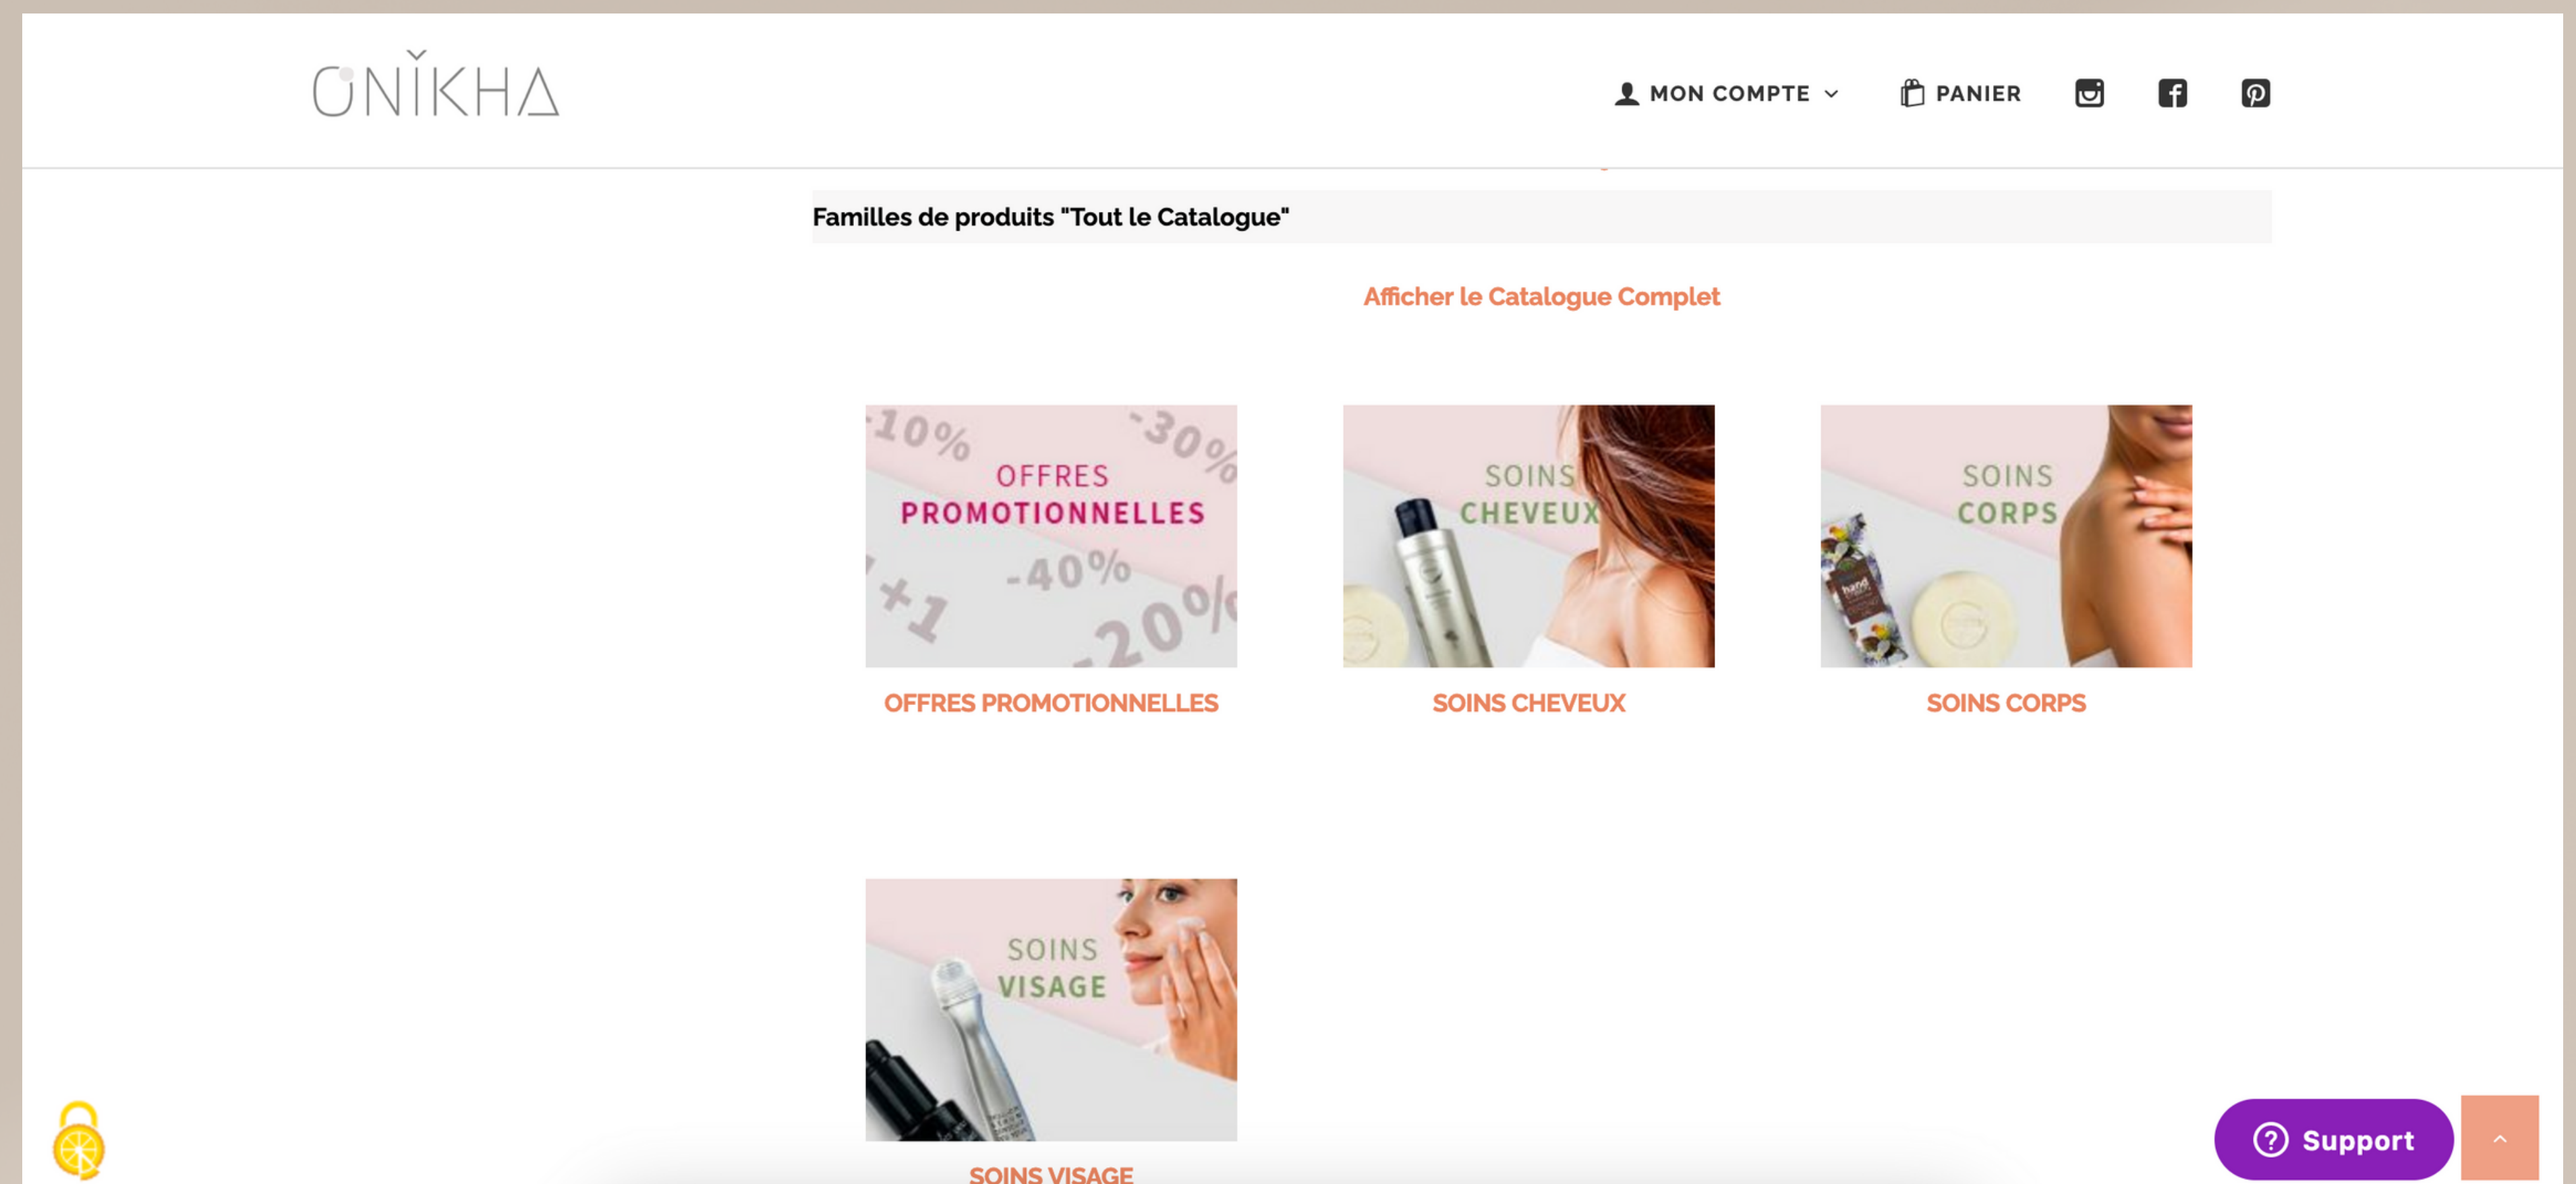 ONIKHA
MON COMPTE
PANIER
Familles de produits "Tout le Catalogue"
Afficher le Catalogue Complet
-10%
-30%
OFFRES
PROMOTIONNELLES
-40%
+1
-20%
OFFRES PROMOTIONNELLES
SOINS
CHEVEUX
SOINS CHEVEUX
SOINS
CORPS
hand
SOINS CORPS
SOINS
VISAGE
SOINS VISAGE
Support